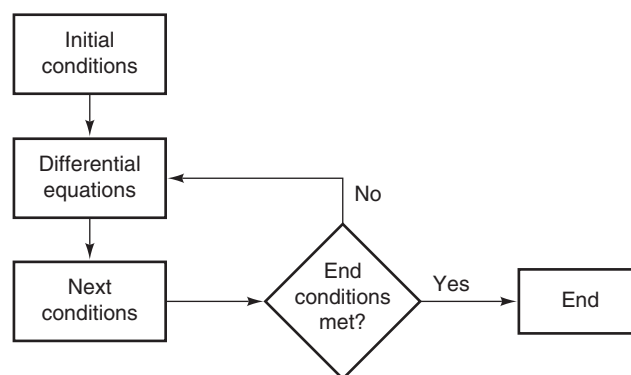 Initial
conditions
Differential
equations
No
Next
conditions
End
conditions
met?
Yes
End